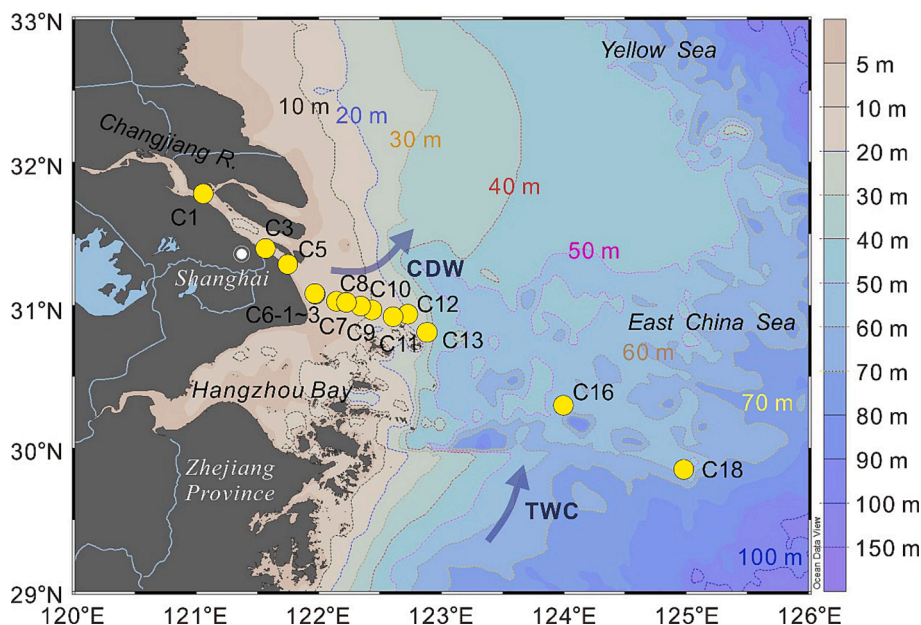 33°N
32°N
31°N
30°N
29°N
120°E
121°E
122°E
123°E
124°E
125°E
126°E
Yellow Sea
Changjiang R.
10 m
20 m
30 m
40 m
50 m
C1
C3
C5
Shanghai
CDW
C8
C10
C12
C6-1~3
C7
C9
C11
C13
East China Sea
60 m
Hangzhou Bay
C16
70 m
Zhejiang
Province
C18
TWC
100 m
Ocean Data View
5 m
10 m
20 m
30 m
40 m
50 m
60 m
70 m
80 m
90 m
100 m
150 m